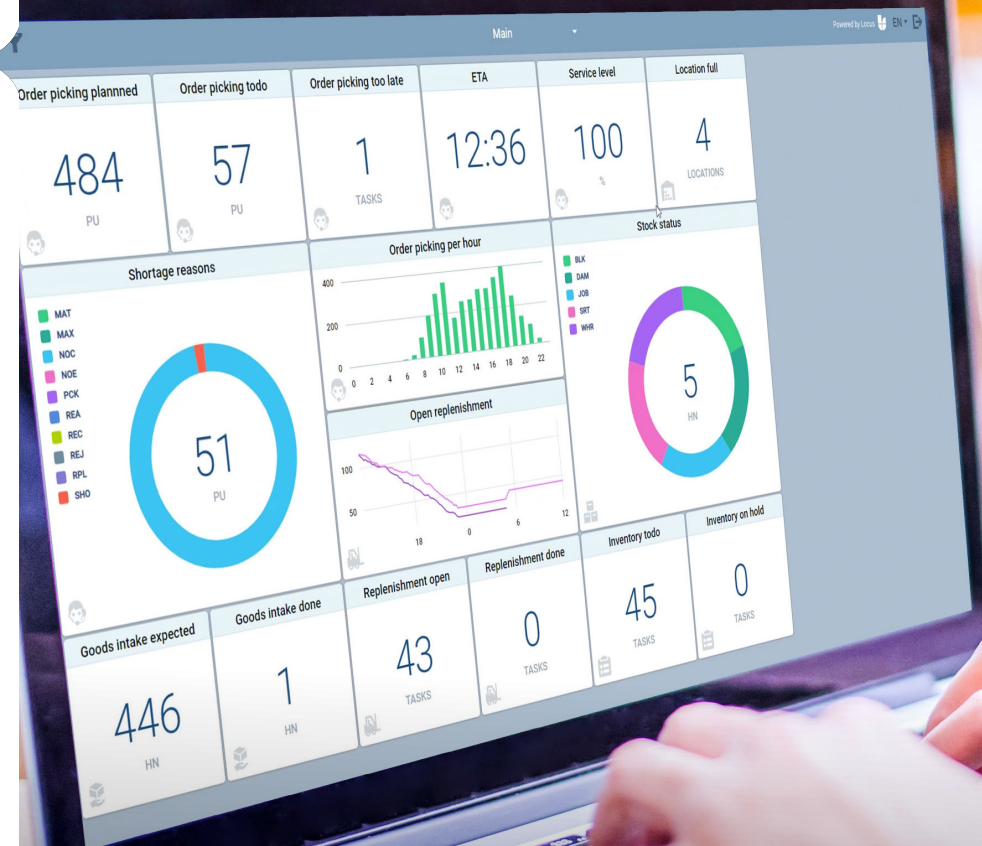 Y
Main
Powered by Locus
EN
Order picking plannned
484
PU
Order picking todo
57
PU
Order picking too late
1
TASKS
ETA
12:36
Service level
100
%
Location full
4
LOCATIONS
Shortage reasons
MAT
MAX
NOC
NOE
PCK
REA
REC
REJ
RPL
SHO
51
PU
Order picking per hour
400
200
0
0 2 4 6 8 10 12 14 16 18 20 22
Open replenishment
100
50
18 0 6 12
Stock status
BLK
DAM
JOB
SRT
WHR
5
HN
Goods intake expected
446
HN
Goods intake done
1
HN
Replenishment open
43
TASKS
Replenishment done
0
TASKS
Inventory todo
45
TASKS
Inventory on hold
0
TASKS